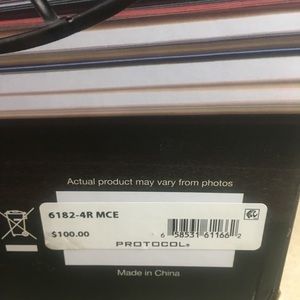 Actual product may vary from photos
6182-4R MCE
$100.00
6 58531 61166 2
PROTOCOL®
Made in China